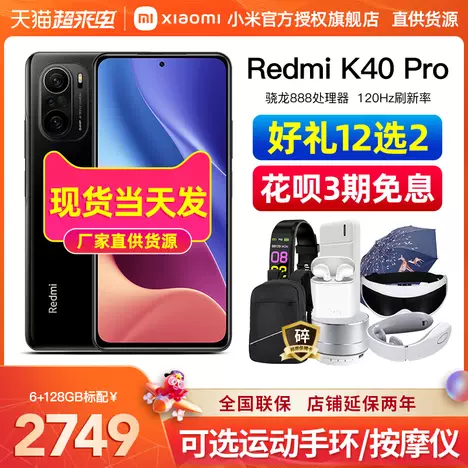 天猫超来电 xiaomi 小米官方授权旗舰店 直供货源
Redmi K40 Pro
骁龙888处理器 120Hz刷新率
好礼12选2
花呗3期免息
现货当天发
厂家直供货源
Redmi
碎
6+128GB标配¥
2749
全国联保 店铺延保两年
可选运动手环/按摩仪